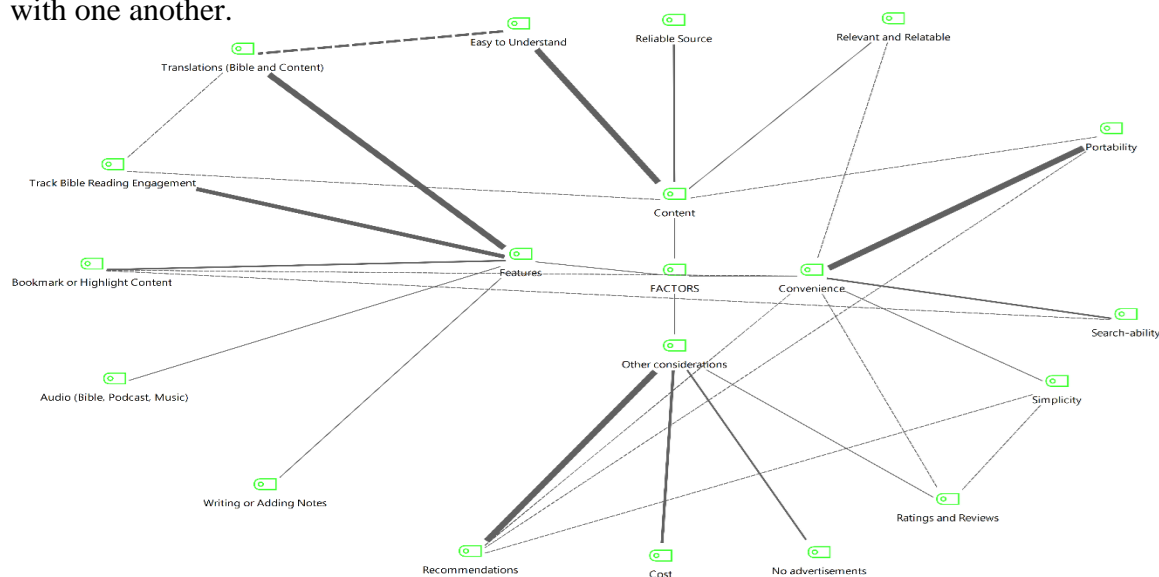 with one another.
Easy to Understand
Reliable Source
Relevant and Relatable
Translations (Bible and Content)
Portability
Track Bible Reading Engagement
Content
Bookmark or Highlight Content
Features
FACTORS
Convenience
Search-ability
Other considerations
Audio (Bible. Podcast, Music)
Simplicity
Writing or Adding Notes
Ratings and Reviews
Recommendations
Cost
No advertisements